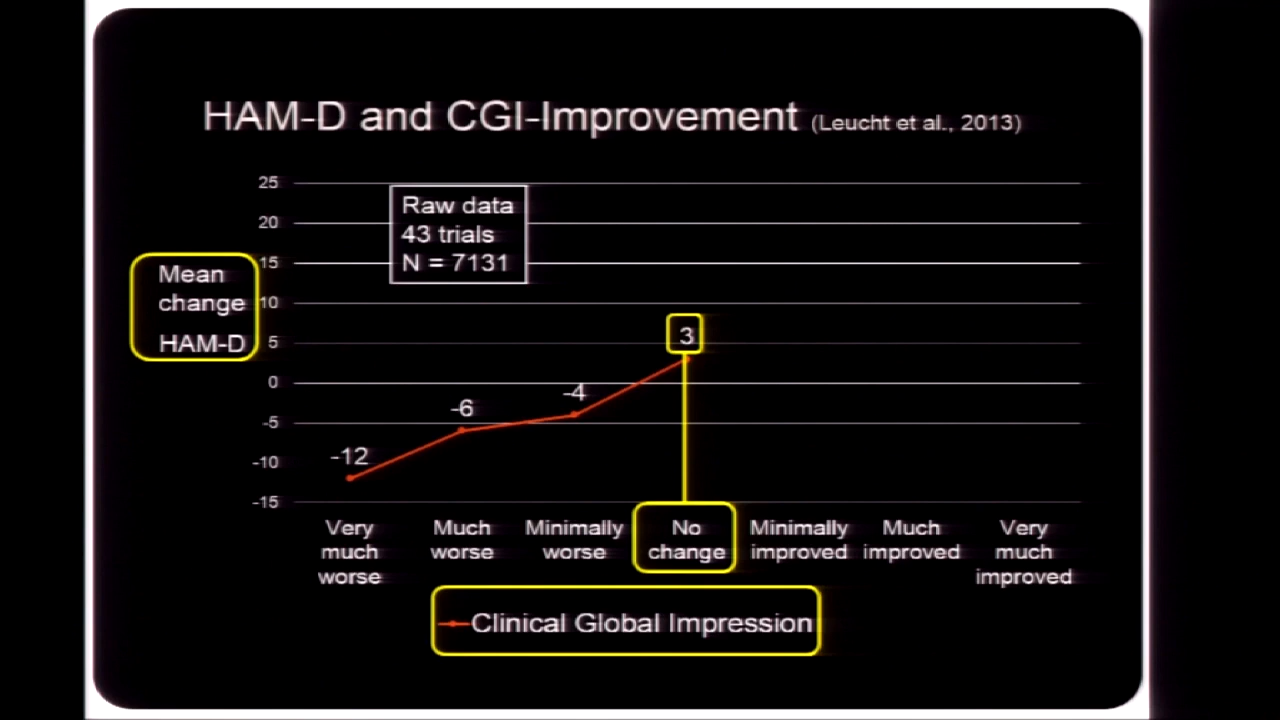 HAM-D and CGI-Improvement (Leucht et al., 2013)
25
20
15
10
5
0
-5
-10
-15
Raw data
43 trials
N = 7131
Mean
change
HAM-D
-12
-6
-4
3
Very
much
worse
Much
worse
Minimally
worse
No
change
Minimally
improved
Much
improved
Very
much
improved
Clinical Global Impression